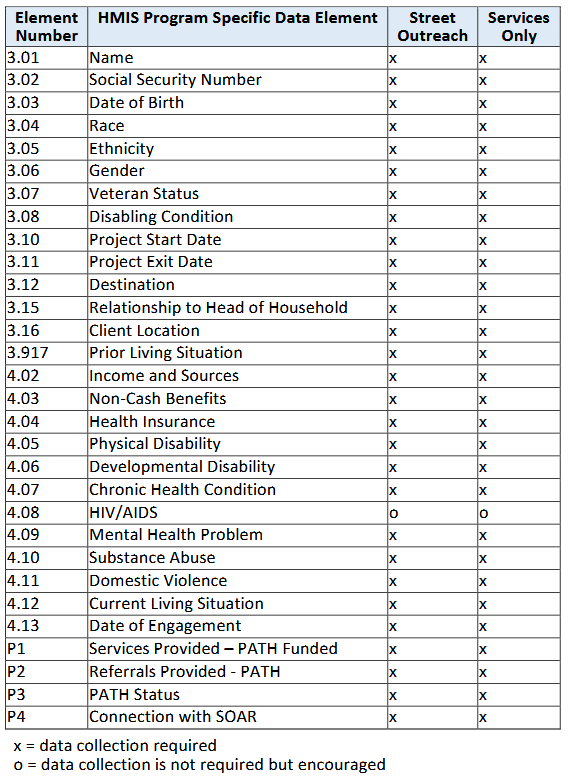 Element Number HMIS Program Specific Data Element Street Outreach Services Only
3.01 Name x x
3.02 Social Security Number x x
3.03 Date of Birth x x
3.04 Race x x
3.05 Ethnicity x x
3.06 Gender x x
3.07 Veteran Status x x
3.08 Disabling Condition x x
3.10 Project Start Date x x
3.11 Project Exit Date x x
3.12 Destination x x
3.15 Relationship to Head of Household x x
3.16 Client Location x x
3.917 Prior Living Situation x x
4.02 Income and Sources x x
4.03 Non-Cash Benefits x x
4.04 Health Insurance x x
4.05 Physical Disability x x
4.06 Developmental Disability x x
4.07 Chronic Health Condition x x
4.08 HIV/AIDS o o
4.09 Mental Health Problem x x
4.10 Substance Abuse x x
4.11 Domestic Violence x x
4.12 Current Living Situation x x
4.13 Date of Engagement x x
P1 Services Provided – PATH Funded x x
P2 Referrals Provided - PATH x x
P3 PATH Status x x
P4 Connection with SOAR x x
x = data collection required
o = data collection is not required but encouraged